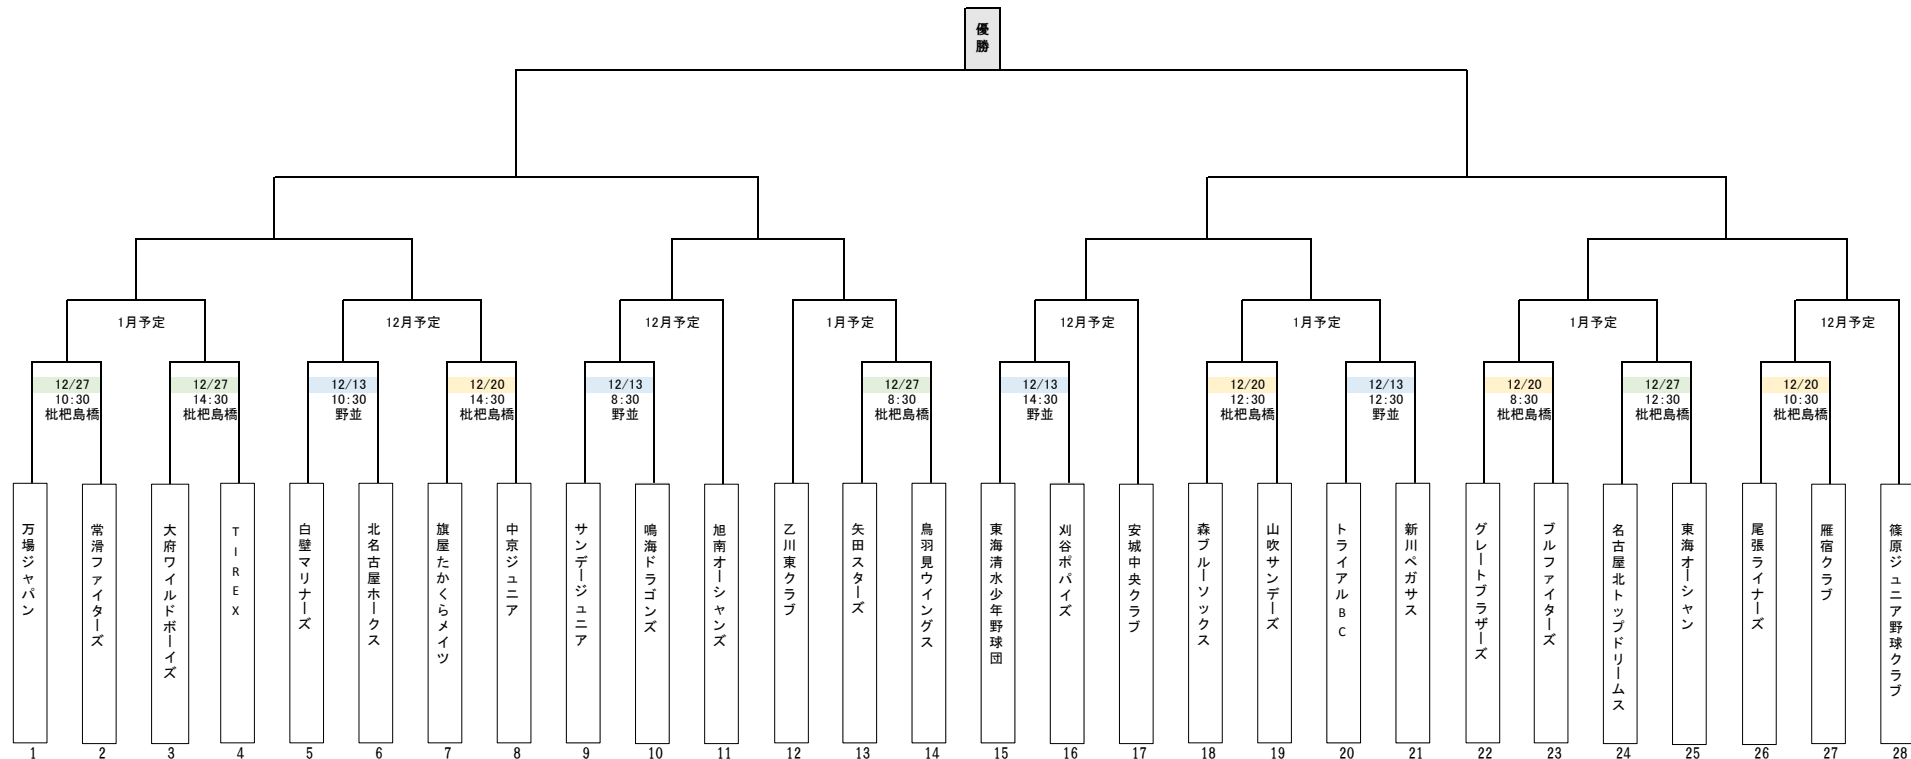 優勝
1月予定
12月予定
12月予定
1月予定
12月予定
1月予定
1月予定
12月予定
12/27
10:30
枇杷島橋
12/27
14:30
枇杷島橋
12/13
10:30
野並
12/20
14:30
枇杷島橋
12/13
8:30
野並
12/27
8:30
枇杷島橋
12/13
14:30
野並
12/20
12:30
枇杷島橋
12/13
12:30
野並
12/20
8:30
枇杷島橋
12/27
12:30
枇杷島橋
12/20
10:30
枇杷島橋
万場ジャパン
常滑ファイターズ
大府ワイルドボーイズ
TIREX
白壁マリナーズ
北名古屋ホークス
旗屋たかくらメイツ
中京ジュニア
サンデージュニア
鳴海ドラゴンズ
旭南オーシャンズ
乙川東クラブ
矢田スターズ
鳥羽見ウイングス
東海清水少年野球団
刈谷ポパイズ
安城中央クラブ
森ブルーソックス
山吹サンデーズ
トライアルBC
新川ペガサス
グレートブラザーズ
ブルファイターズ
名古屋北トップドリームス
東海オーシャン
尾張ライナーズ
雁宿クラブ
篠原ジュニア野球クラブ
1 2 3 4 5 6 7 8 9 10 11 12 13 14 15 16 17 18 19 20 21 22 23 24 25 26 27 28